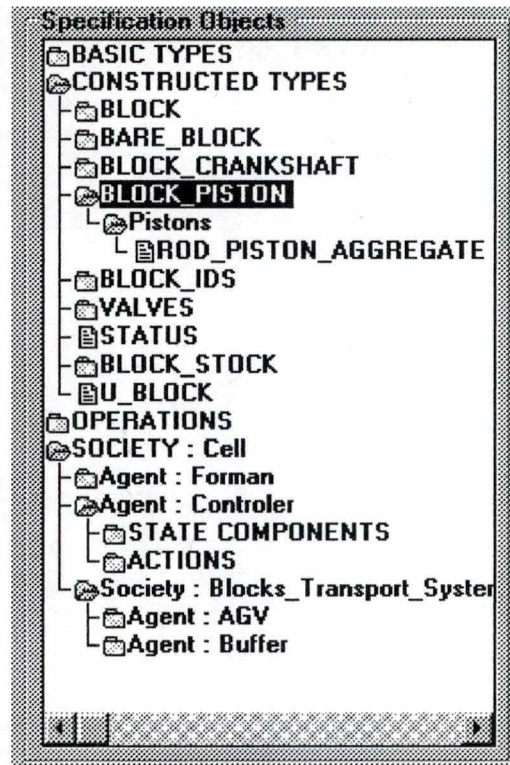 Specification Objects
BASIC TYPES
CONSTRUCTED TYPES
BLOCK
BARE_BLOCK
BLOCK_CRANKSHAFT
BLOCK_PISTON
Pistons
ROD_PISTON_AGGREGATE
BLOCK_IDS
VALVES
STATUS
BLOCK_STOCK
U_BLOCK
OPERATIONS
SOCIETY : Cell
Agent : Forman
Agent : Controler
STATE COMPONENTS
ACTIONS
Society : Blocks_Transport_Syster
Agent : AGV
Agent : Buffer